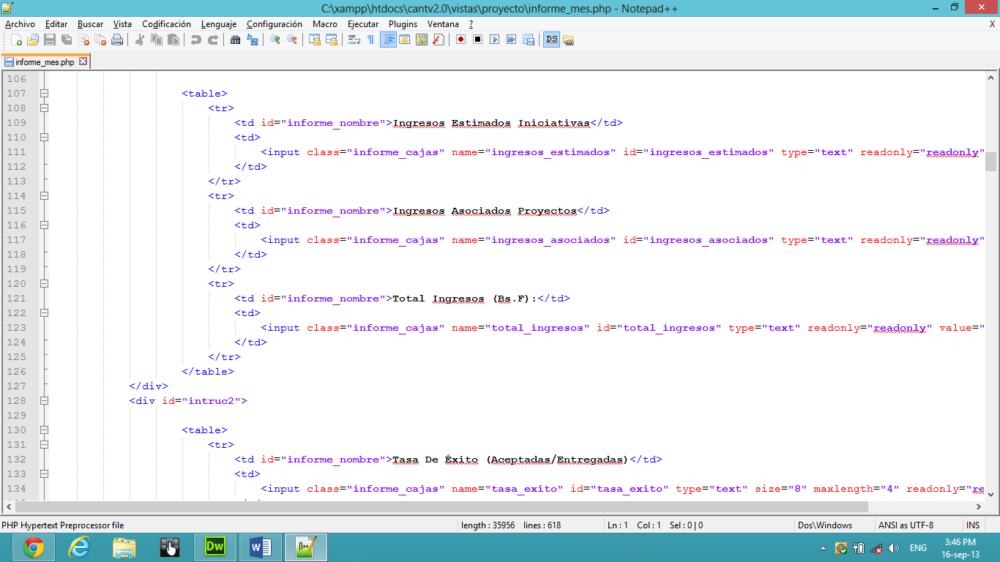 C:\xampp\htdocs\cantv2.0\vistas\proyecto\informe_mes.php - Notepad++
Archivo Editar Buscar Vista Codificación Lenguaje Configuración Macro Ejecutar Plugins Ventana ? X
informe_mes.php
106
107 <table>
108 <tr>
109 <td id="informe_nombre">Ingresos Estimados Iniciativas</td>
110 <td>
111 <input class="informe_cajas" name="ingresos_estimados" id="ingresos_estimados" type="text" readonly="readonly"
112 </td>
113 </tr>
114 <tr>
115 <td id="informe_nombre">Ingresos Asociados Proyectos</td>
116 <td>
117 <input class="informe_cajas" name="ingresos_asociados" id="ingresos_asociados" type="text" readonly="readonly"
118 </td>
119 </tr>
120 <tr>
121 <td id="informe_nombre">Total Ingresos (Bs.F):</td>
122 <td>
123 <input class="informe_cajas" name="total_ingresos" id="total_ingresos" type="text" readonly="readonly" value="
124 </td>
125 </tr>
126 </table>
127 </div>
128 <div id="intruc2">
129
130 <table>
131 <tr>
132 <td id="informe_nombre">Tasa De Éxito (Aceptadas/Entregadas)</td>
133 <td>
134 <input class="informe_cajas" name="tasa_exito" id="tasa_exito" type="text" size="8" maxlength="4" readonly="re
PHP Hypertext Preprocessor file length : 35956 lines : 618 Ln : 1 Col : 1 Sel : 0 | 0 Dos\Windows ANSI as UTF-8 INS
Dw
ENG
3:46 PM
16-sep-13